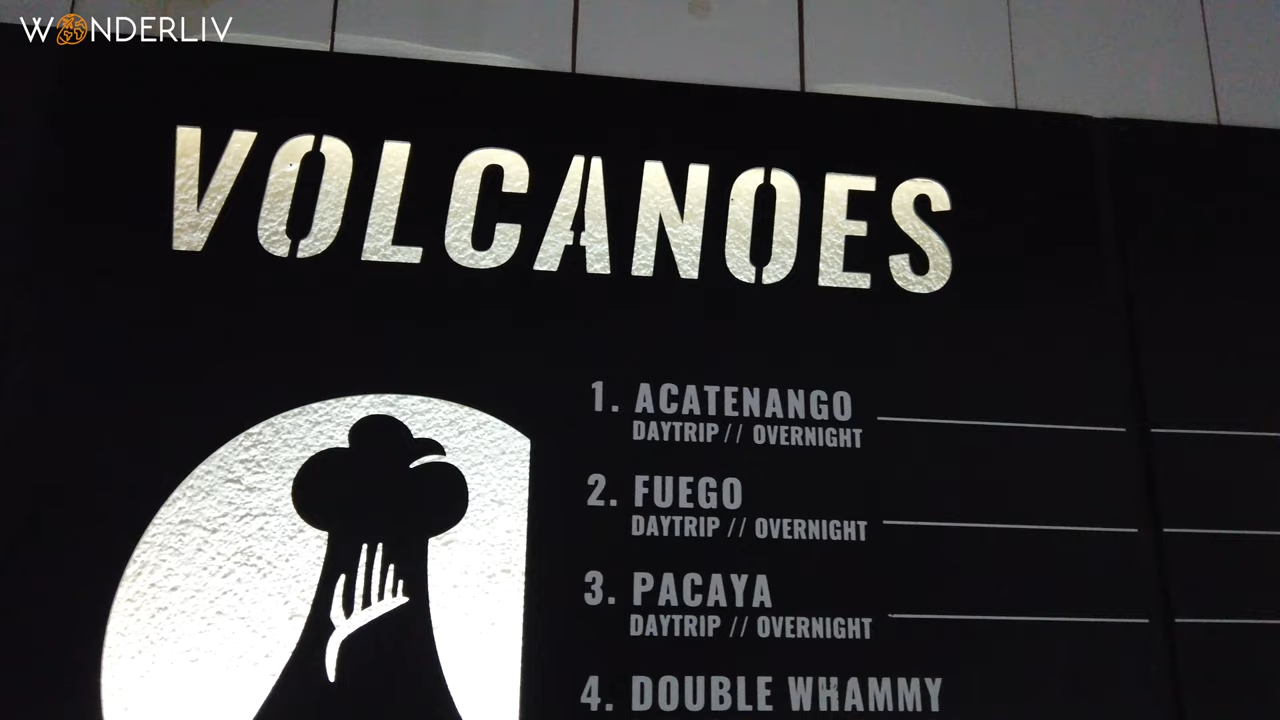 WONDERLIV
VOLCANOES
1. ACATENANGO
DAYTRIP // OVERNIGHT
2. FUEGO
DAYTRIP // OVERNIGHT
3. PACAYA
DAYTRIP // OVERNIGHT
4. DOUBLE WHAMMY